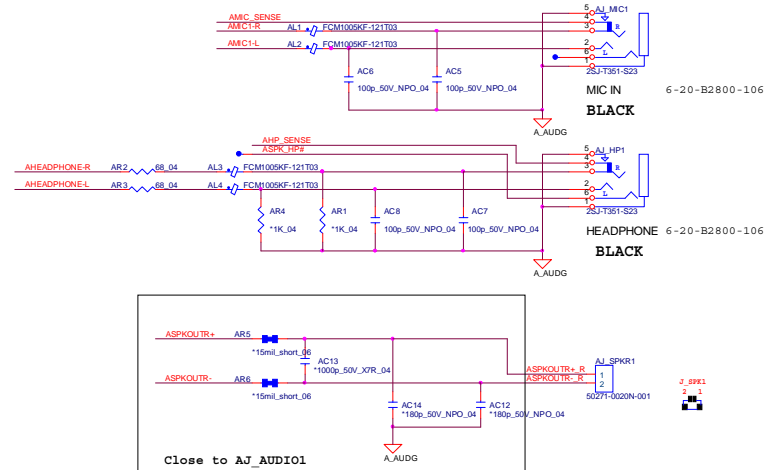 AMIC_SENSE
AMIC1-R AL1 FCM1005KF-121T03
AMIC1-L AL2 FCM1005KF-121T03
AC6 AC5
100p_50V_NPO_04 100p_50V_NPO_04
5 AJ_MIC1
4
3 R
2
6 L
1
2SJ-T351-S23
MIC IN 6-20-B2800-106
BLACK
A_AUDG
AHP_SENSE
ASPK_HP#
AHEADPHONE-R AR2 68_04 AL3 FCM1005KF-121T03
AHEADPHONE-L AR3 68_04 AL4 FCM1005KF-121T03
AR4 AR1 AC8 AC7
*1K_04 *1K_04 100p_50V_NPO_04 100p_50V_NPO_04
5 AJ_HP1
4
3 R
2
6 L
1
2SJ-T351-S23
HEADPHONE 6-20-B2800-106
BLACK
A_AUDG
ASPKOUTR+ AR5
*15mil_short_06
AC13
*1000p_50V_X7R_04
ASPKOUTR- AR6
*15mil_short_06
AC14 AC12
*180p_50V_NPO_04 *180p_50V_NPO_04
A_AUDG
ASPKOUTR+_R
ASPKOUTR-_R
AJ_SPKR1
1
2
50271-0020N-001
J_SPK1
2 1
Close to AJ_AUDIO1